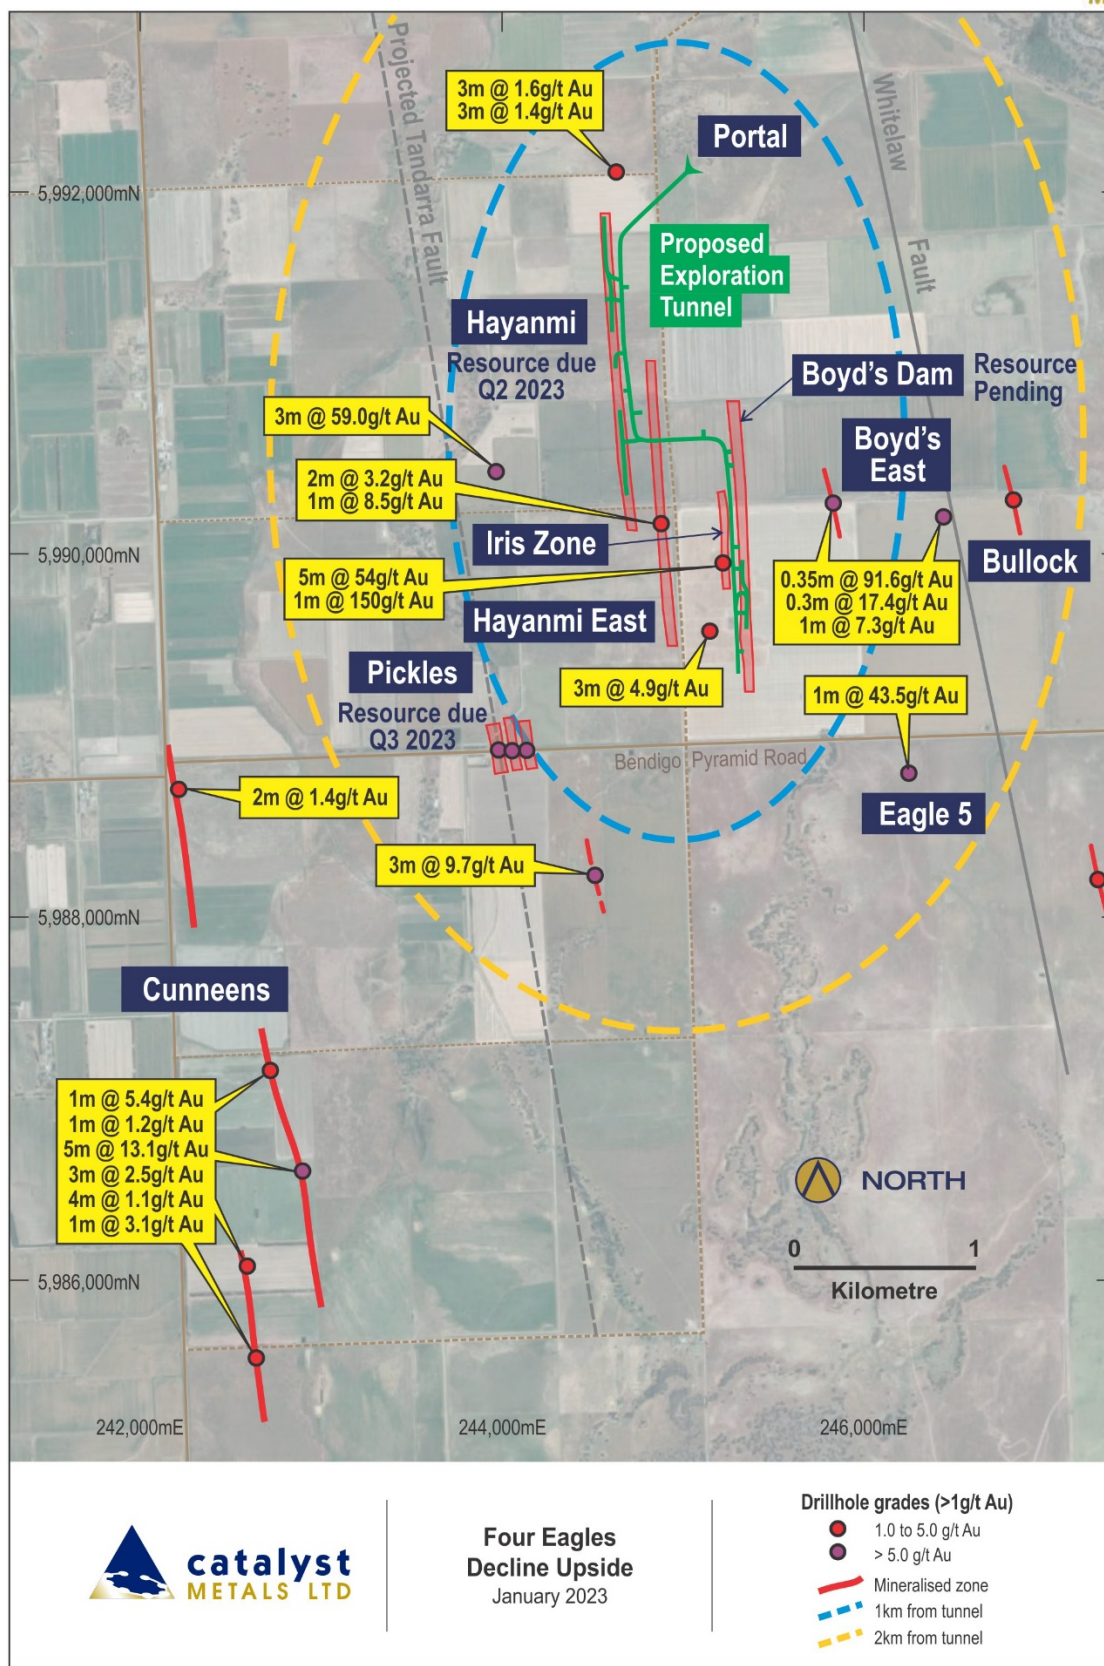 M
3m @ 1.6g/t Au
3m @ 1.4g/t Au
Portal
Projected Tandarra Fault
Whitelaw
Fault
5,992,000mN
Proposed
Exploration
Tunnel
Hayanmi
Resource due
Q2 2023
Boyd's Dam
Resource
Pending
3m @ 59.0g/t Au
Boyd's
East
2m @ 3.2g/t Au
1m @ 8.5g/t Au
5,990,000mN
Iris Zone
Bullock
5m @ 54g/t Au
1m @ 150g/t Au
0.35m @ 91.6g/t Au
0.3m @ 17.4g/t Au
1m @ 7.3g/t Au
Hayanmi East
Pickles
Resource due
Q3 2023
3m @ 4.9g/t Au
1m @ 43.5g/t Au
Bendigo Pyramid Road
2m @ 1.4g/t Au
Eagle 5
3m @ 9.7g/t Au
5,988,000mN
Cunneens
1m @ 5.4g/t Au
1m @ 1.2g/t Au
5m @ 13.1g/t Au
3m @ 2.5g/t Au
4m @ 1.1g/t Au
1m @ 3.1g/t Au
NORTH
0 1
Kilometre
5,986,000mN
242,000mE
244,000mE
246,000mE
catalyst
METALS LTD
Four Eagles
Decline Upside
January 2023
Drillhole grades (>1g/t Au)
1.0 to 5.0 g/t Au
> 5.0 g/t Au
Mineralised zone
1km from tunnel
2km from tunnel